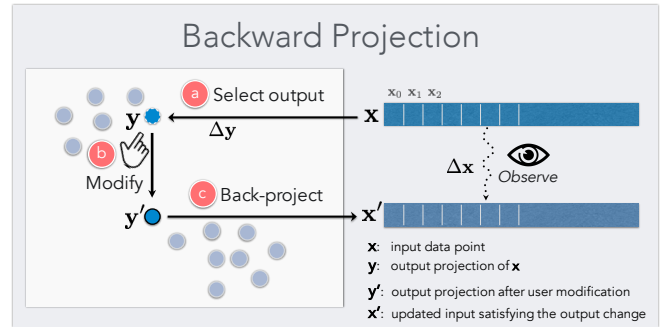 Backward Projection
x₀ x₁ x₂
a Select output
y x
Δy
b
Modify
Δx
Observe
c Back-project
y′ x′
x: input data point
y: output projection of x
y′: output projection after user modification
x′: updated input satisfying the output change